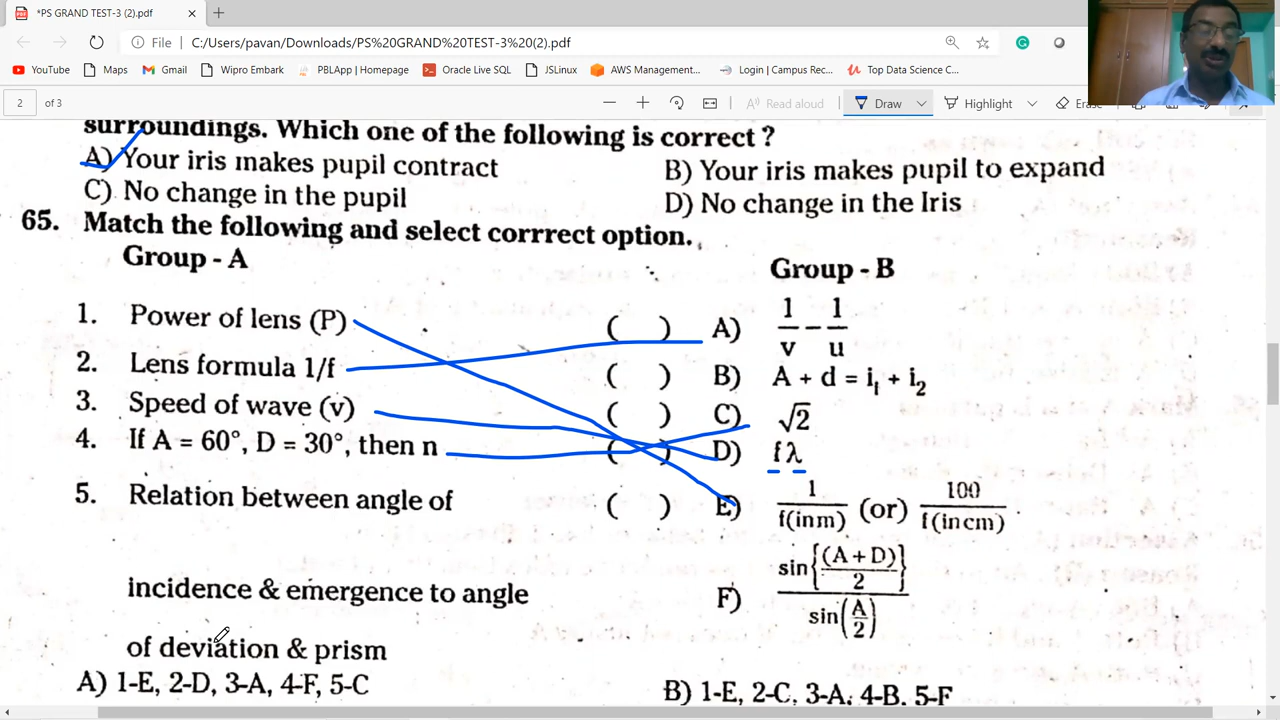 *PS GRAND TEST-3 (2).pdf
File C:/Users/pavan/Downloads/PS%20GRAND%20TEST-3%20(2).pdf
YouTube Maps Gmail Wipro Embark PBLApp | Homepage Oracle Live SQL JSLinux AWS Management... Login | Campus Rec... Top Data Science C...
2 of 3 Read aloud Draw Highlight Erase
surroundings. Which one of the following is correct ?
A) Your iris makes pupil contract B) Your iris makes pupil to expand
C) No change in the pupil D) No change in the Iris
65. Match the following and select corrrect option.
Group - A Group - B
1. Power of lens (P) ( ) A) 1/v - 1/u
2. Lens formula 1/f ( ) B) A + d = i₁ + i₂
3. Speed of wave (v) ( ) C) √2
4. If A = 60°, D = 30°, then n ( ) D) fλ
5. Relation between angle of ( ) E) 1/f(in m) (or) 100/f(in cm)
incidence & emergence to angle F) sin{(A+D)/2}/sin(A/2)
of deviation & prism
A) 1-E, 2-D, 3-A, 4-F, 5-C B) 1-E, 2-C, 3-A, 4-B, 5-F